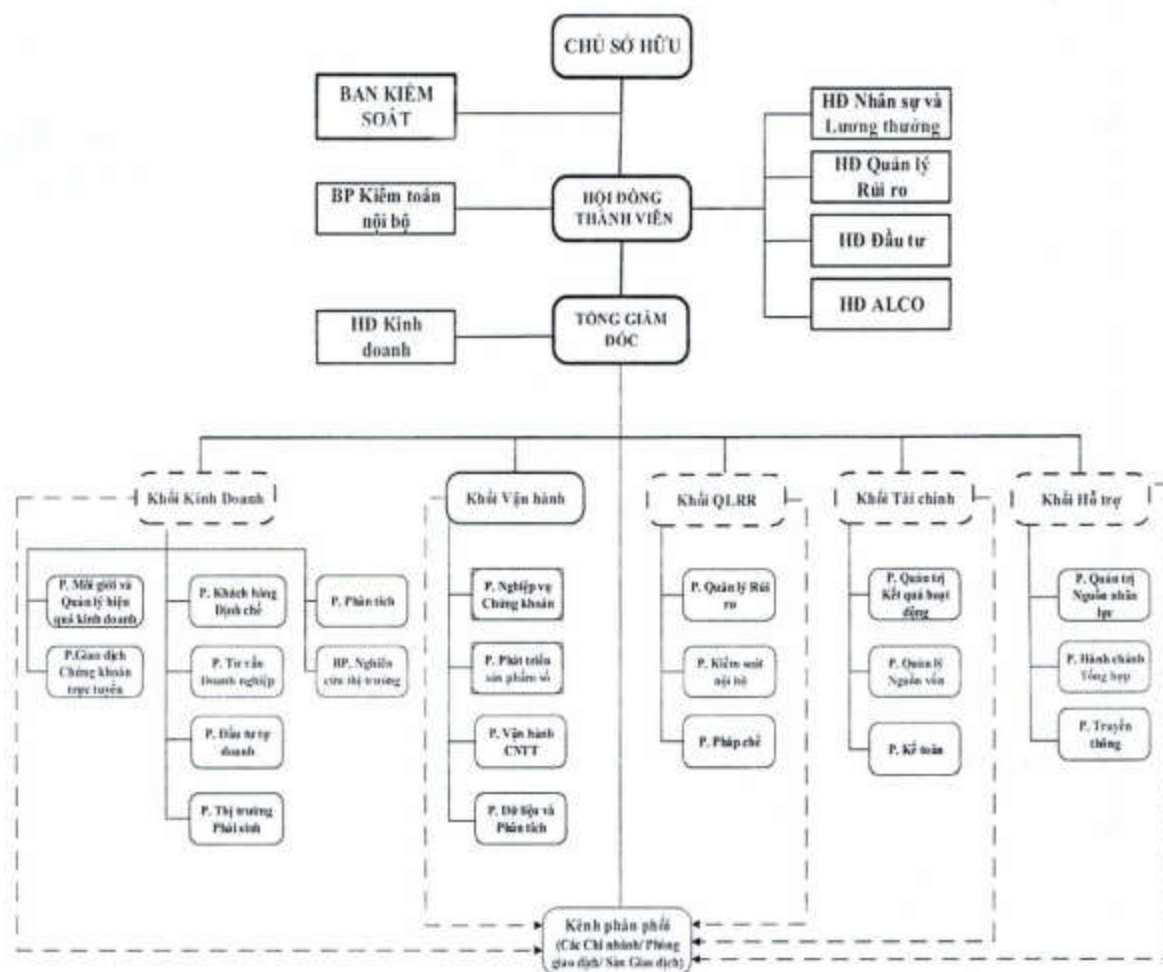 CHỦ SỞ HỮU
BAN KIỂM
SOÁT
HĐ Nhân sự và
Lương thưởng
HĐ Quản lý
Rủi ro
BP Kiểm toán
nội bộ
HỘI ĐỒNG
THÀNH VIÊN
HĐ Đầu tư
HĐ ALCO
HĐ Kinh
doanh
TỔNG GIÁM
ĐỐC
Khối Kinh Doanh
Khối Vận hành
Khối QLRR
Khối Tài chính
Khối Hỗ trợ
P. Môi giới và
Quản lý hiệu
quả kinh doanh
P.Giao dịch
Chứng khoán
trực tuyến
P. Khách hàng
Định chế
P. Tư vấn
Doanh nghiệp
P. Đầu tư tự
doanh
P. Thị trường
Phái sinh
P. Phân tích
BP. Nghiên
cứu thị trường
P. Nghiệp vụ
Chứng khoán
P. Phát triển
sản phẩm số
P. Vận hành
CNTT
P. Dữ liệu và
Phân tích
P. Quản lý Rủi
ro
P. Kiểm soát
nội bộ
P. Pháp chế
P. Quản trị
Kết quả hoạt
động
P. Quản lý
Nguồn vốn
P. Kế toán
P. Quản trị
Nguồn nhân
lực
P. Hành chánh
Tổng hợp
P. Truyền
thông
Kênh phân phối
(Các Chi nhánh/ Phòng
giao dịch/ Sàn Giao dịch)